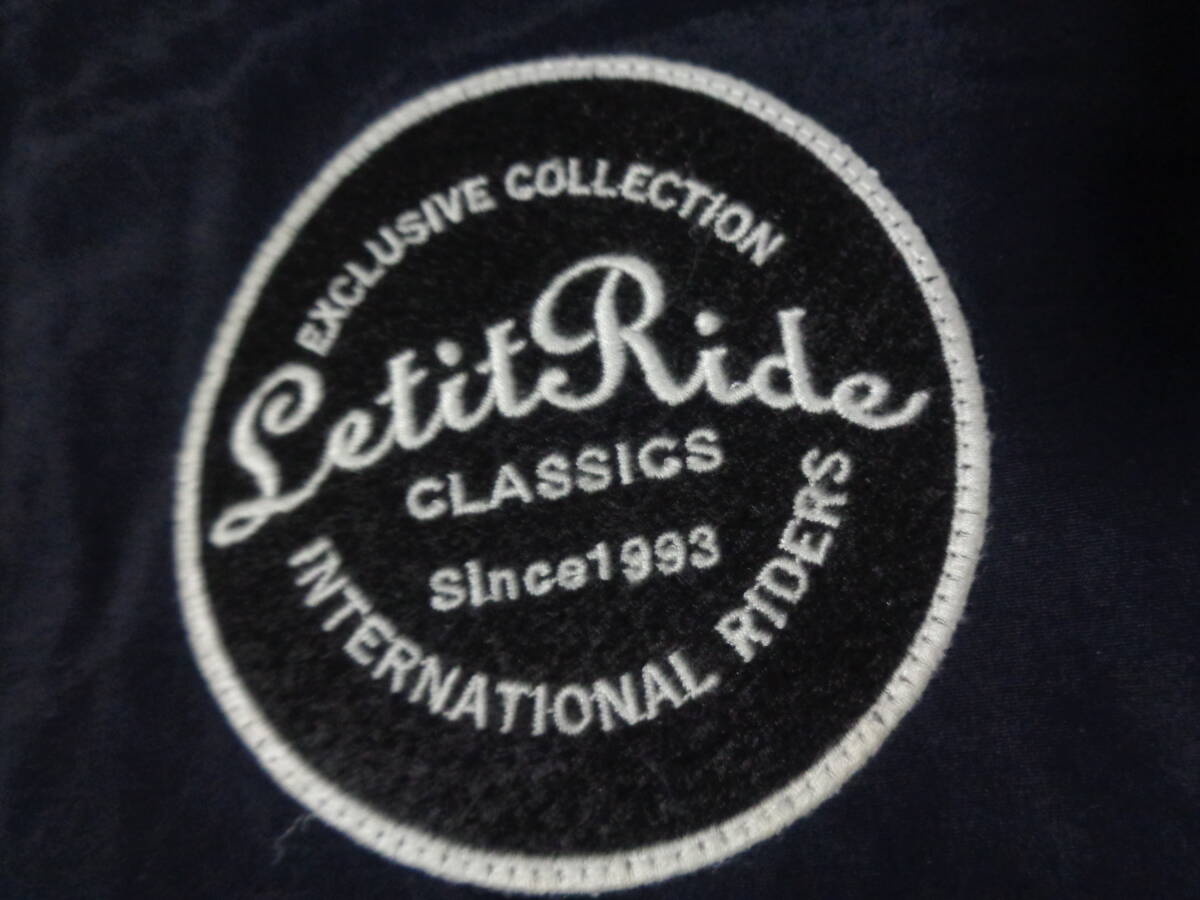 EXCLUSIVE COLLECTION
LetitRide
CLASSICS
Since1993
INTERNATIONAL RIDERS